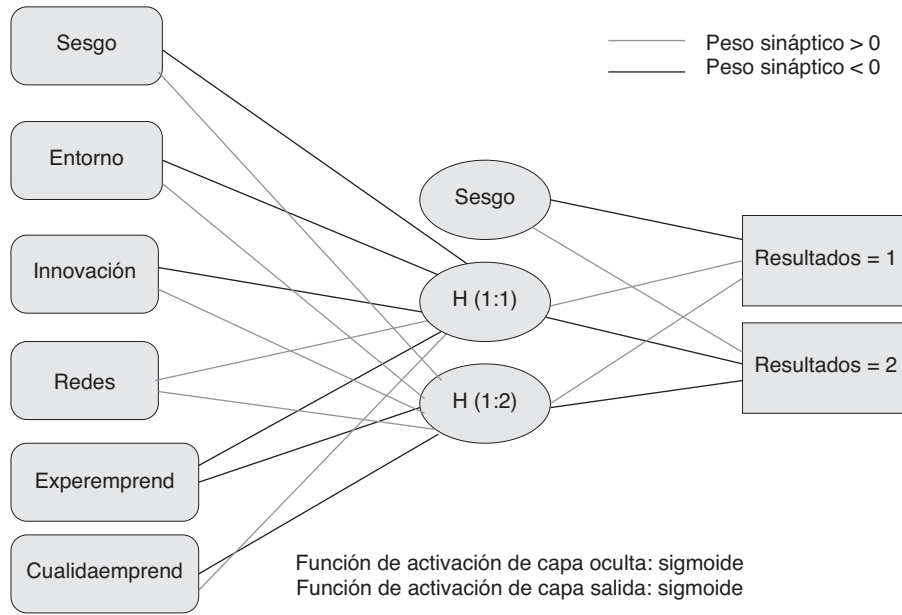 Sesgo
Peso sináptico > 0
Peso sináptico < 0
Entorno
Sesgo
Innovación
Resultados = 1
H (1:1)
Redes
Resultados = 2
H (1:2)
Experemprend
Cualidaemprend
Función de activación de capa oculta: sigmoide
Función de activación de capa salida: sigmoide